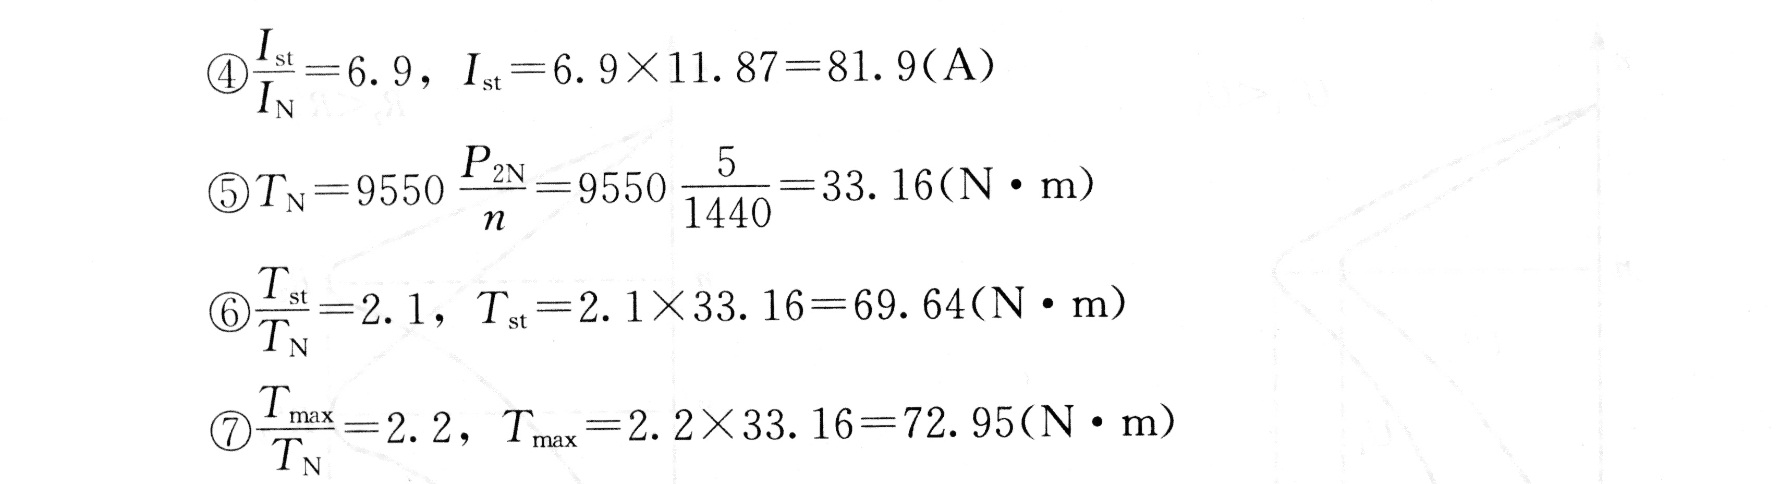 ④ I_st/I_N=6.9, I_st=6.9×11.87=81.9(A)
⑤ T_N=9550 P_2N/n=9550 5/1440=33.16(N·m)
⑥ T_st/T_N=2.1, T_st=2.1×33.16=69.64(N·m)
⑦ T_max/T_N=2.2, T_max=2.2×33.16=72.95(N·m)